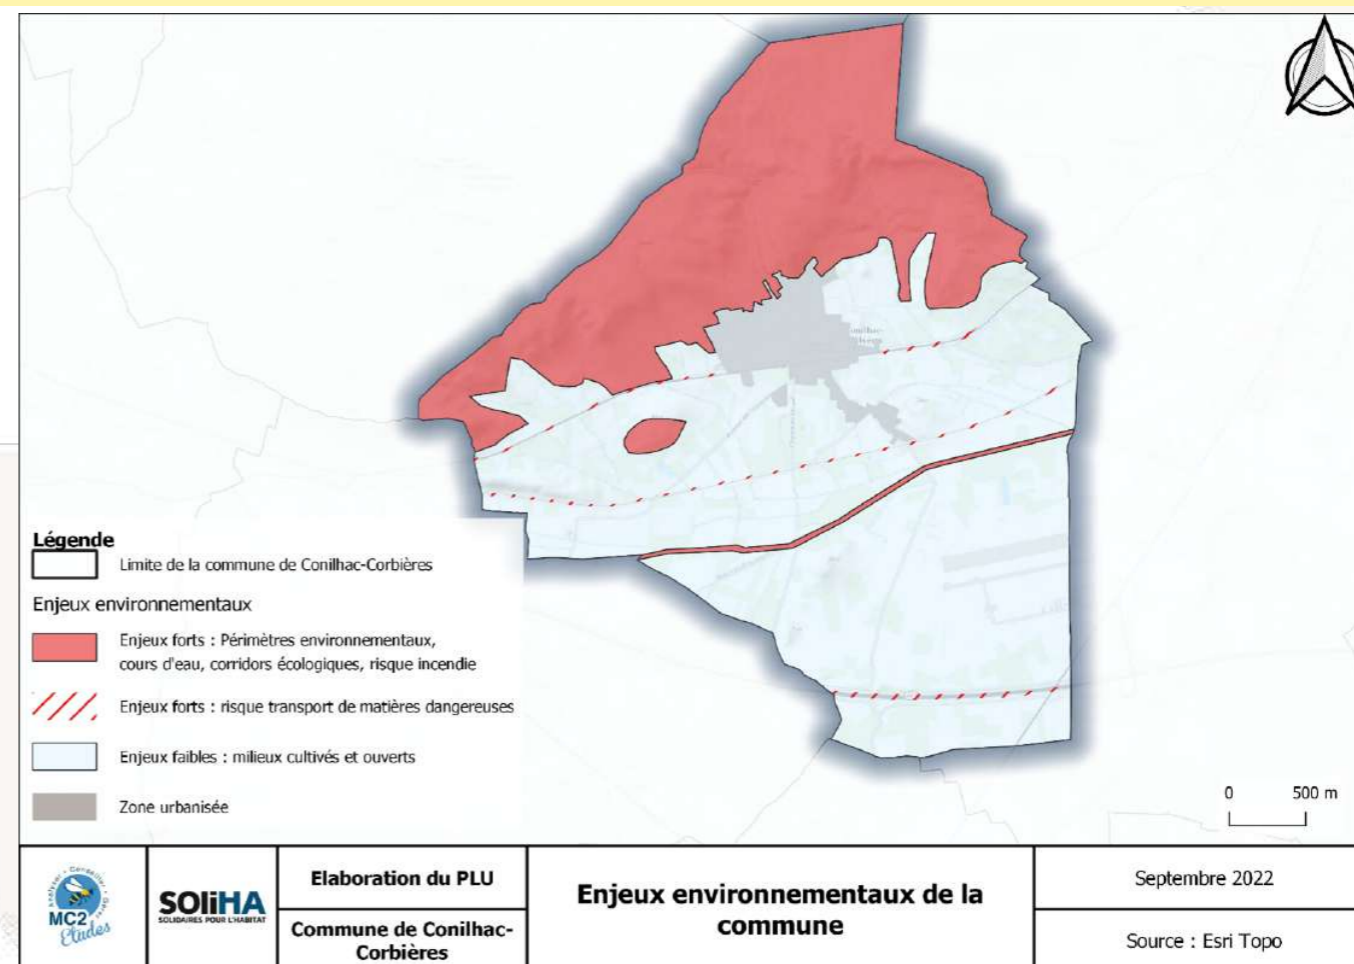 Légende
Limite de la commune de Conilhac-Corbières
Enjeux environnementaux
Enjeux forts : Périmètres environnementaux,
cours d'eau, corridors écologiques, risque incendie
Enjeux forts : risque transport de matières dangereuses
Enjeux faibles : milieux cultivés et ouverts
Zone urbanisée
0 500 m
MC2
Etudes
SOLiHA
SOLIDAIRES POUR L'HABITAT
Elaboration du PLU
Commune de Conilhac-
Corbières
Enjeux environnementaux de la
commune
Septembre 2022
Source : Esri Topo